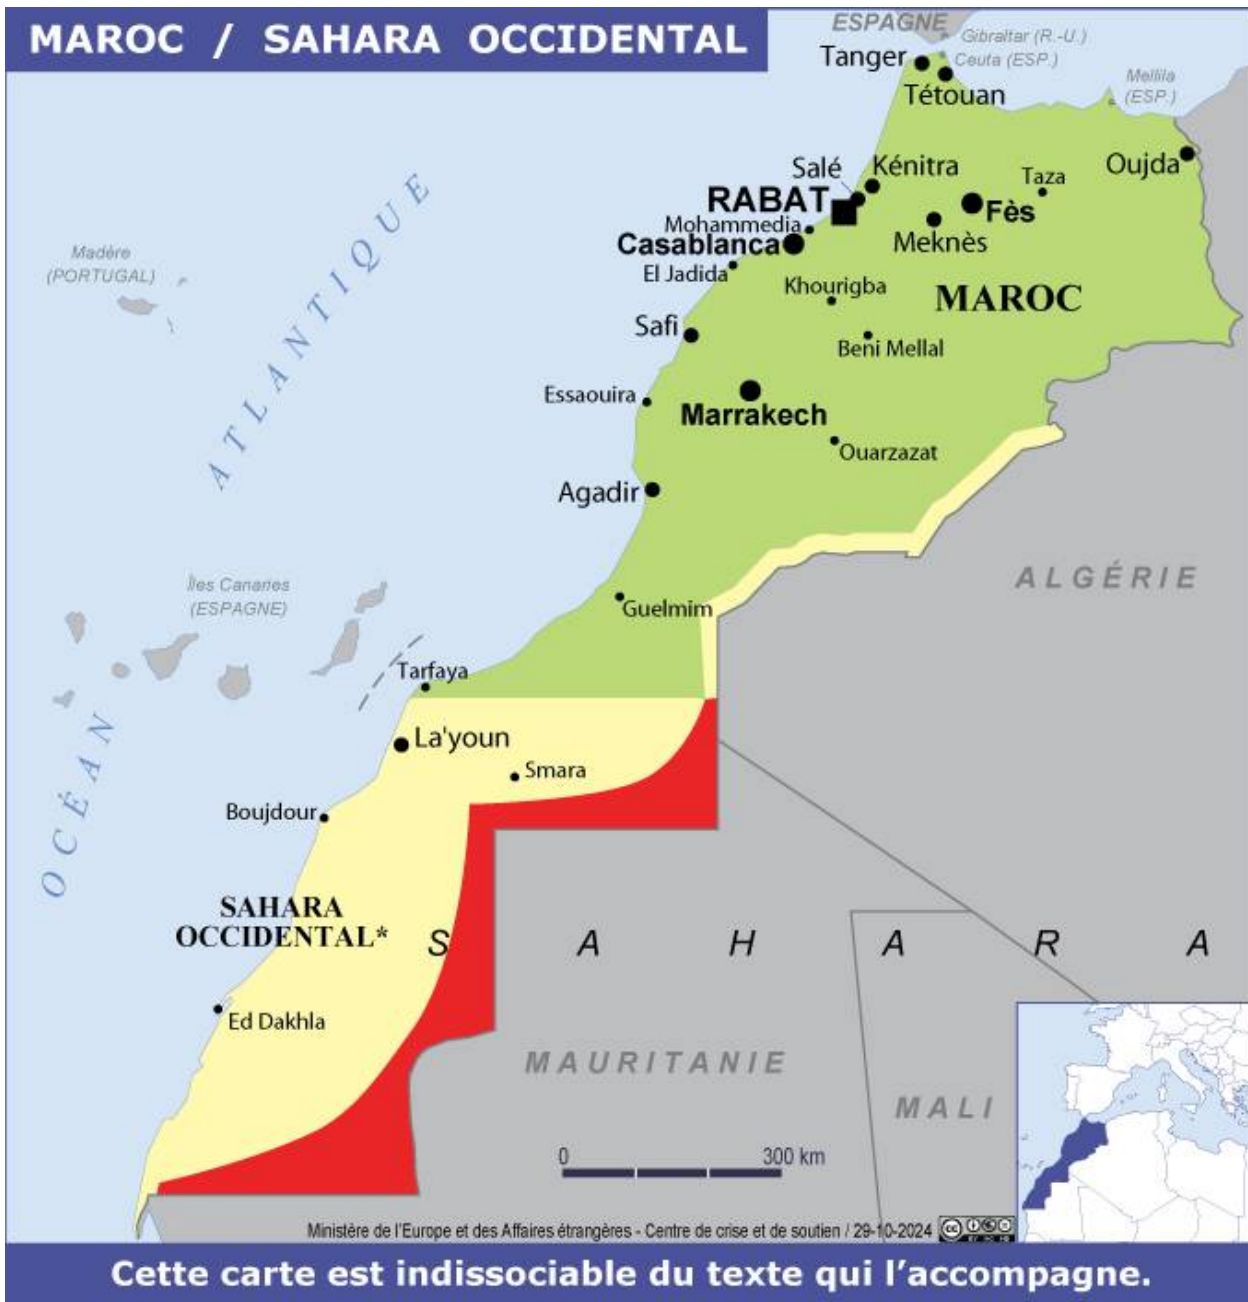 MAROC / SAHARA OCCIDENTAL
ESPAGNE
Gibraltar (R.-U.)
Ceuta (ESP.)
Tanger
Tétouan
Mellila
(ESP.)
Oujda
Salé
Kénitra
Taza
RABAT
Fès
Mohammedia
Meknès
Casablanca
El Jadida
Khouribga
MAROC
Madère
(PORTUGAL)
Safi
Beni Mellal
Essaouira
Marrakech
Ouarzazat
Agadir
ATLANTIQUE
ALGÉRIE
Îles Canaries
(ESPAGNE)
Guelmim
Tarfaya
La'youn
Smara
Boujdour
OCÉAN
SAHARA
OCCIDENTAL*
SAHARA
Ed Dakhla
MAURITANIE
MALI
0 300 km
Ministère de l'Europe et des Affaires étrangères - Centre de crise et de soutien / 29-10-2024
Cette carte est indissociable du texte qui l'accompagne.